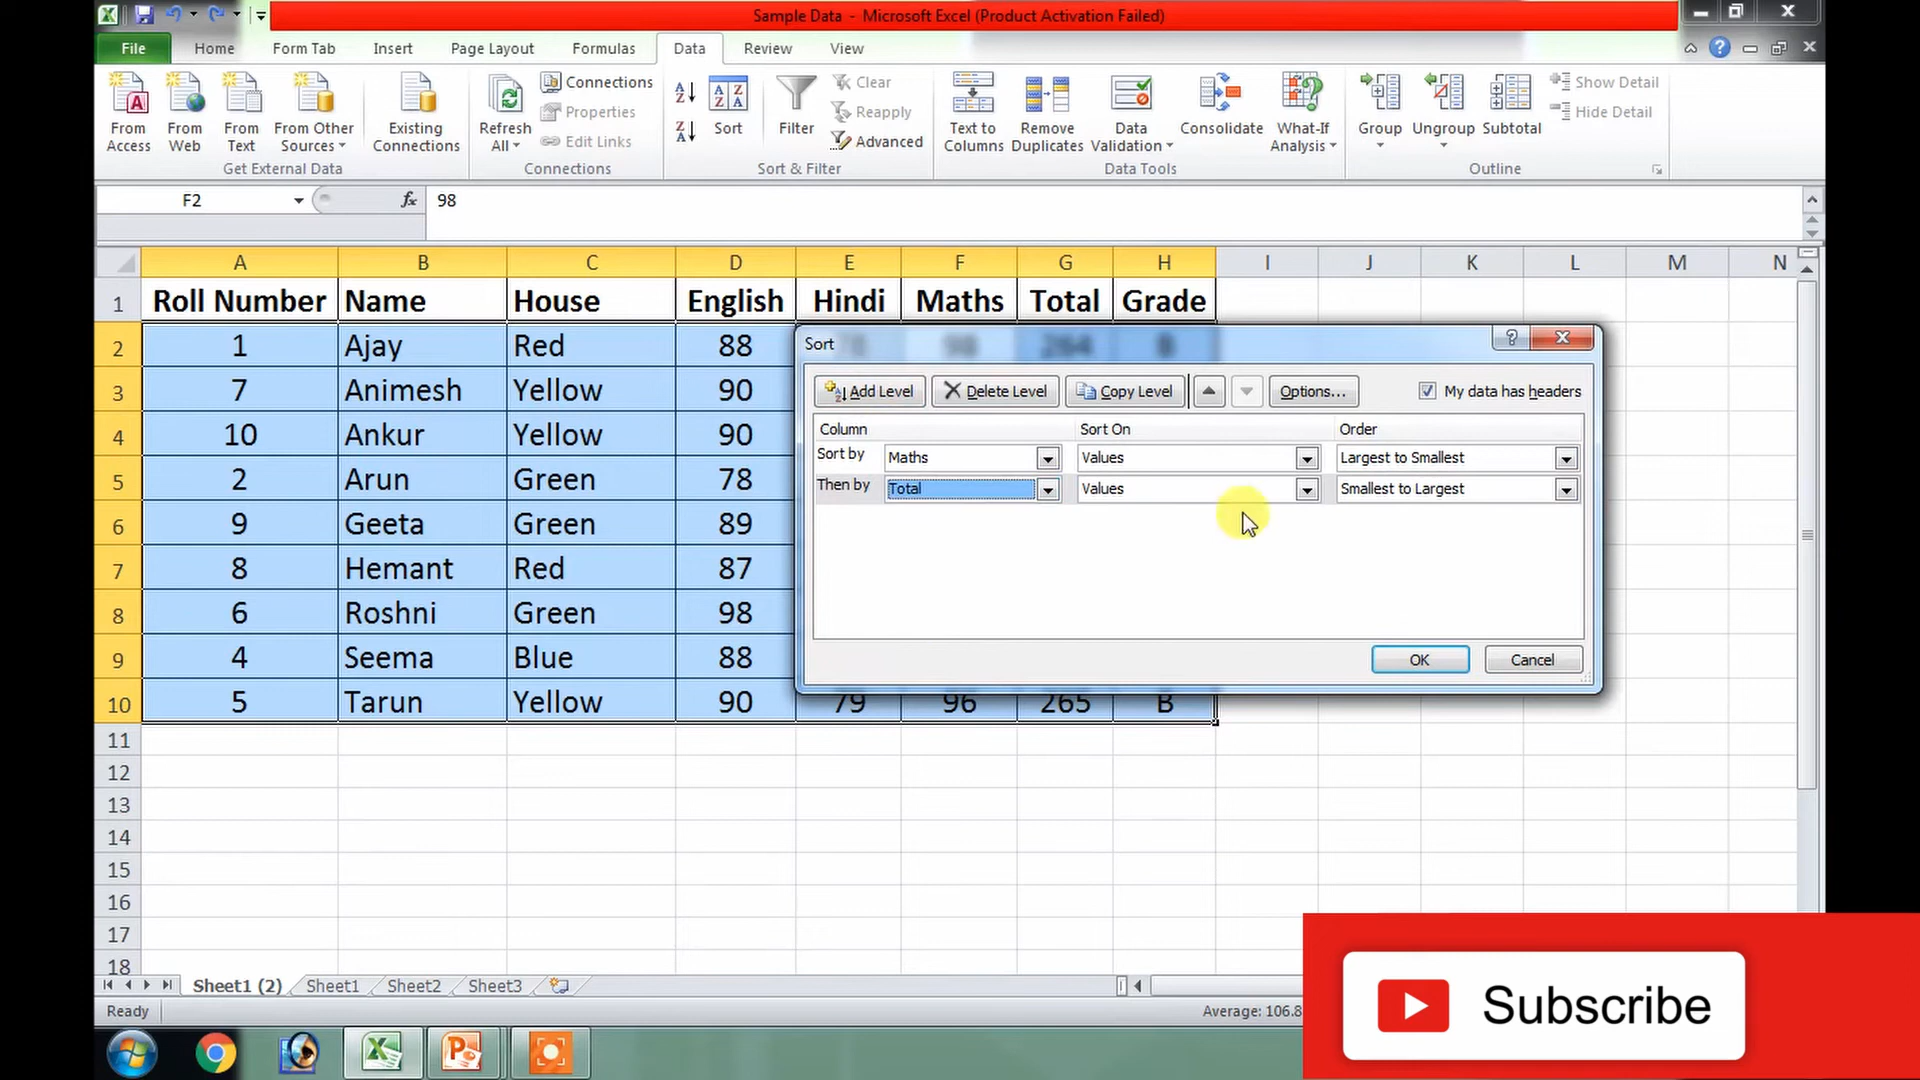 Sample Data - Microsoft Excel (Product Activation Failed)
File Home Form Tab Insert Page Layout Formulas Data Review View
From Access
From Web
From Text
From Other Sources
Existing Connections
Get External Data
Refresh All
Connections
Properties
Edit Links
Connections
Sort
Filter
Clear
Reapply
Advanced
Sort & Filter
Text to Columns
Remove Duplicates
Data Validation
Consolidate
What-If Analysis
Data Tools
Group
Ungroup
Subtotal
Show Detail
Hide Detail
Outline
F2 fx 98
A B C D E F G H I J K L M N
1 Roll Number Name House English Hindi Maths Total Grade
2 1 Ajay Red 88 78 98 264 B
3 7 Animesh Yellow 90
4 10 Ankur Yellow 90
5 2 Arun Green 78
6 9 Geeta Green 89
7 8 Hemant Red 87
8 6 Roshni Green 98
9 4 Seema Blue 88
10 5 Tarun Yellow 90 79 96 265 B
11
12
13
14
15
16
17
18
Sort
Add Level Delete Level Copy Level Options... My data has headers
Column Sort On Order
Sort by Maths Values Largest to Smallest
Then by Total Values Smallest to Largest
OK Cancel
Sheet1 (2) Sheet1 Sheet2 Sheet3
Ready Average: 106.8
Subscribe